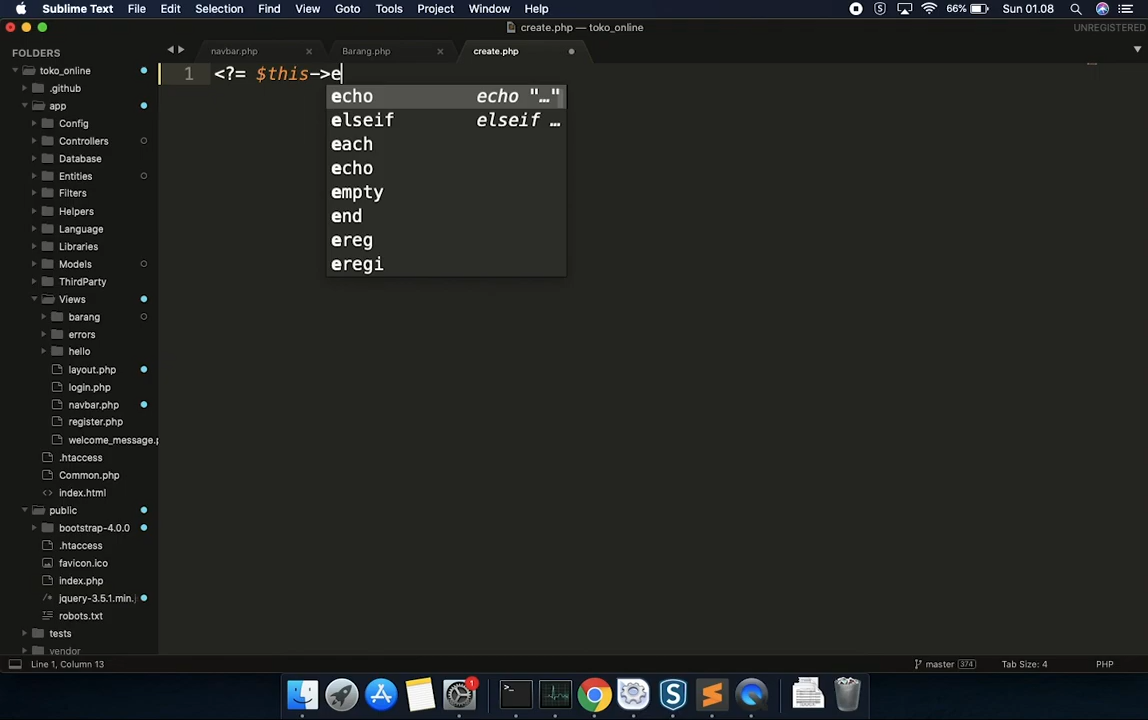 Sublime Text File Edit Selection Find View Goto Tools Project Window Help 66% Sun 01.08
create.php — toko_online UNREGISTERED
FOLDERS
navbar.php Barang.php create.php
toko_online
.github
app
Config
Controllers
Database
Entities
Filters
Helpers
Language
Libraries
Models
ThirdParty
Views
barang
errors
hello
layout.php
login.php
navbar.php
register.php
welcome_message.p
.htaccess
Common.php
index.html
public
bootstrap-4.0.0
.htaccess
favicon.ico
index.php
jquery-3.5.1.min.j
robots.txt
tests
vendor
1 <?= $this->e
echo echo "…"
elseif elseif …
each
echo
empty
end
ereg
eregi
Line 1, Column 13 master 374 Tab Size: 4 PHP
1